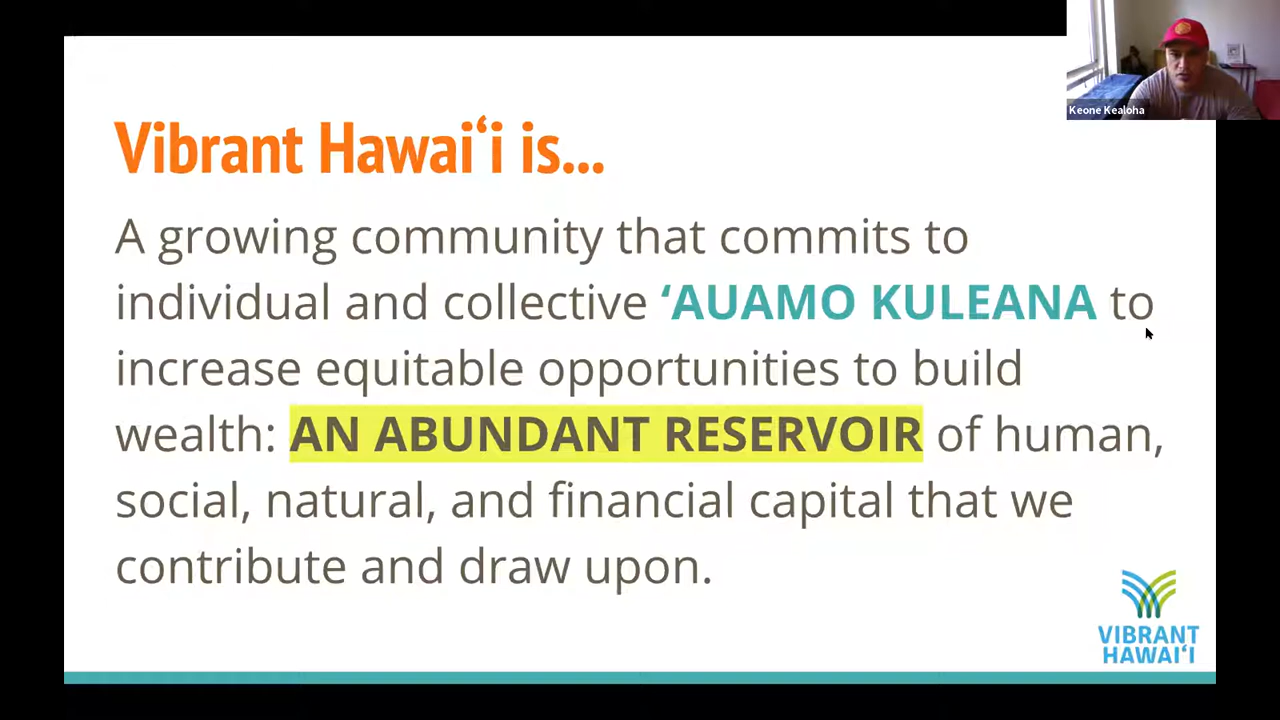 Keone Kealoha
Vibrant Hawaiʻi is...
A growing community that commits to
individual and collective ‘AUAMO KULEANA to
increase equitable opportunities to build
wealth: AN ABUNDANT RESERVOIR of human,
social, natural, and financial capital that we
contribute and draw upon.
VIBRANT
HAWAIʻI